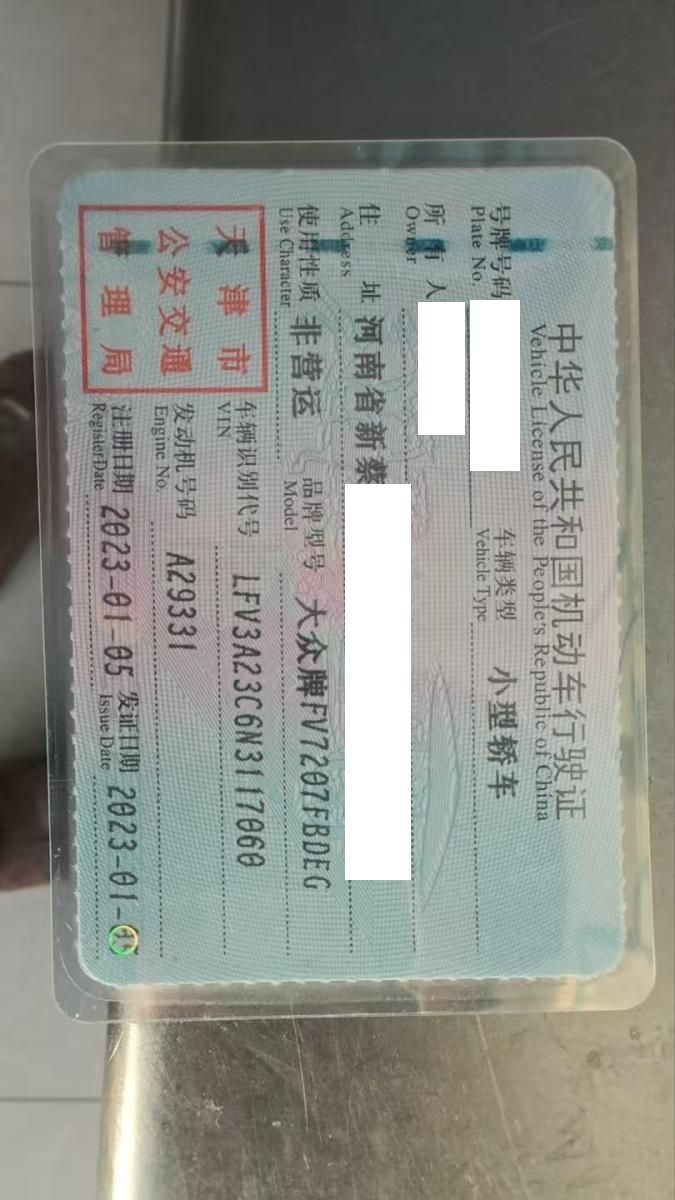 中华人民共和国机动车行驶证
Vehicle License of the People's Republic of China
号牌号码
Plate No.
车辆类型 小型轿车
Vehicle Type
所有人
Owner
住址 河南省新蔡
Address
使用性质 非营运
Use Character
品牌型号 大众牌FV7207FBDEG
Model
车辆识别代号 LFV3A23C6N3117060
VIN
发动机号码 A29331
Engine No.
注册日期 2023-01-05
Register Date
发证日期 2023-01-
Issue Date
天津市
公安交通
管理局